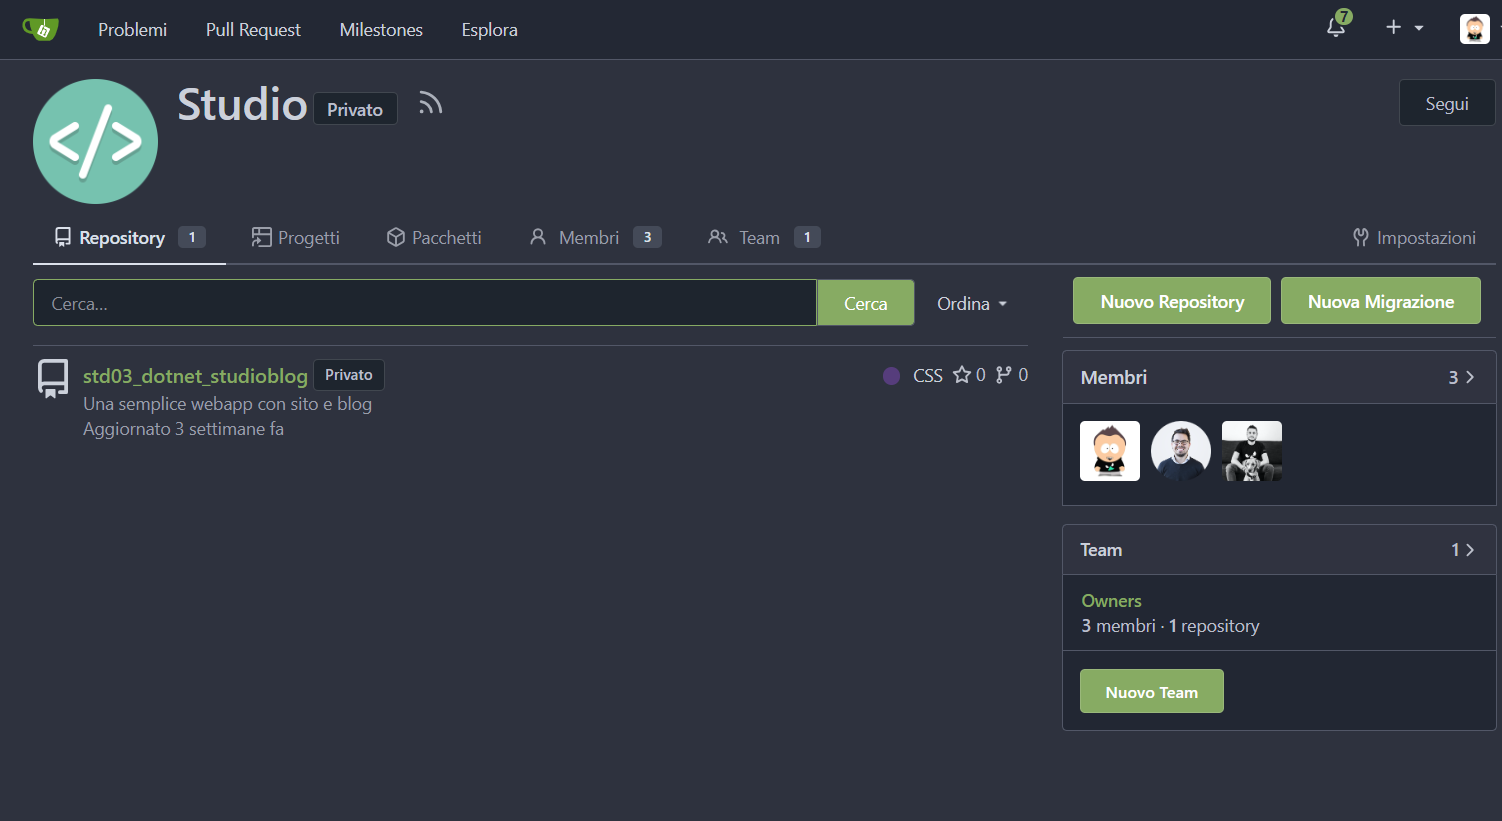 Problemi Pull Request Milestones Esplora 7
Studio Privato Segui
Repository 1 Progetti Pacchetti Membri 3 Team 1 Impostazioni
Cerca... Cerca Ordina Nuovo Repository Nuova Migrazione
std03_dotnet_studioblog Privato CSS 0 0
Una semplice webapp con sito e blog
Aggiornato 3 settimane fa
Membri 3
Team 1
Owners
3 membri · 1 repository
Nuovo Team